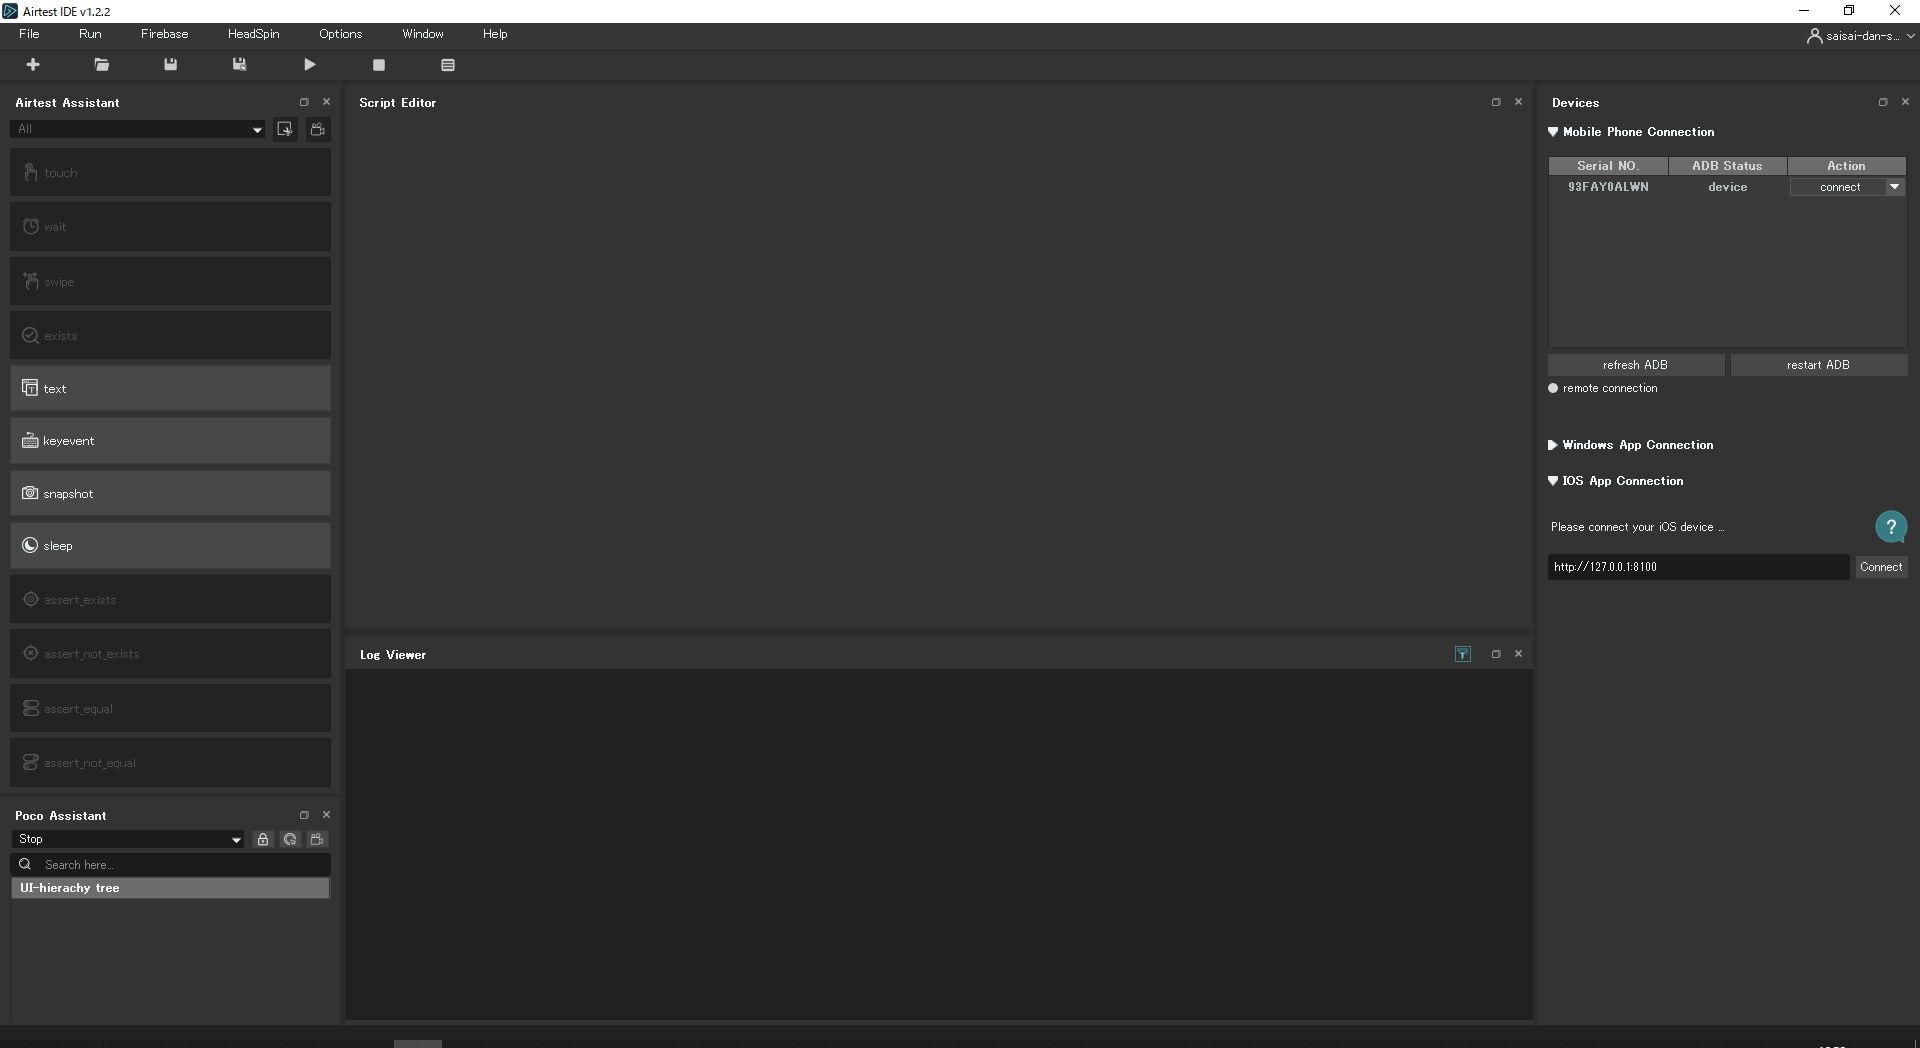 Airtest IDE v1.2.2
File Run Firebase HeadSpin Options Window Help
saisai-dan-s...
Airtest Assistant
All
touch
wait
swipe
exists
text
keyevent
snapshot
sleep
assert_exists
assert_not_exists
assert_equal
assert_not_equal
Poco Assistant
Stop
Search here...
UI-hierachy tree
Script Editor
Log Viewer
Devices
Mobile Phone Connection
Serial NO. ADB Status Action
93FAY0ALWN device connect
refresh ADB restart ADB
remote connection
Windows App Connection
IOS App Connection
Please connect your iOS device ...
?
http://127.0.0.1:8100 Connect